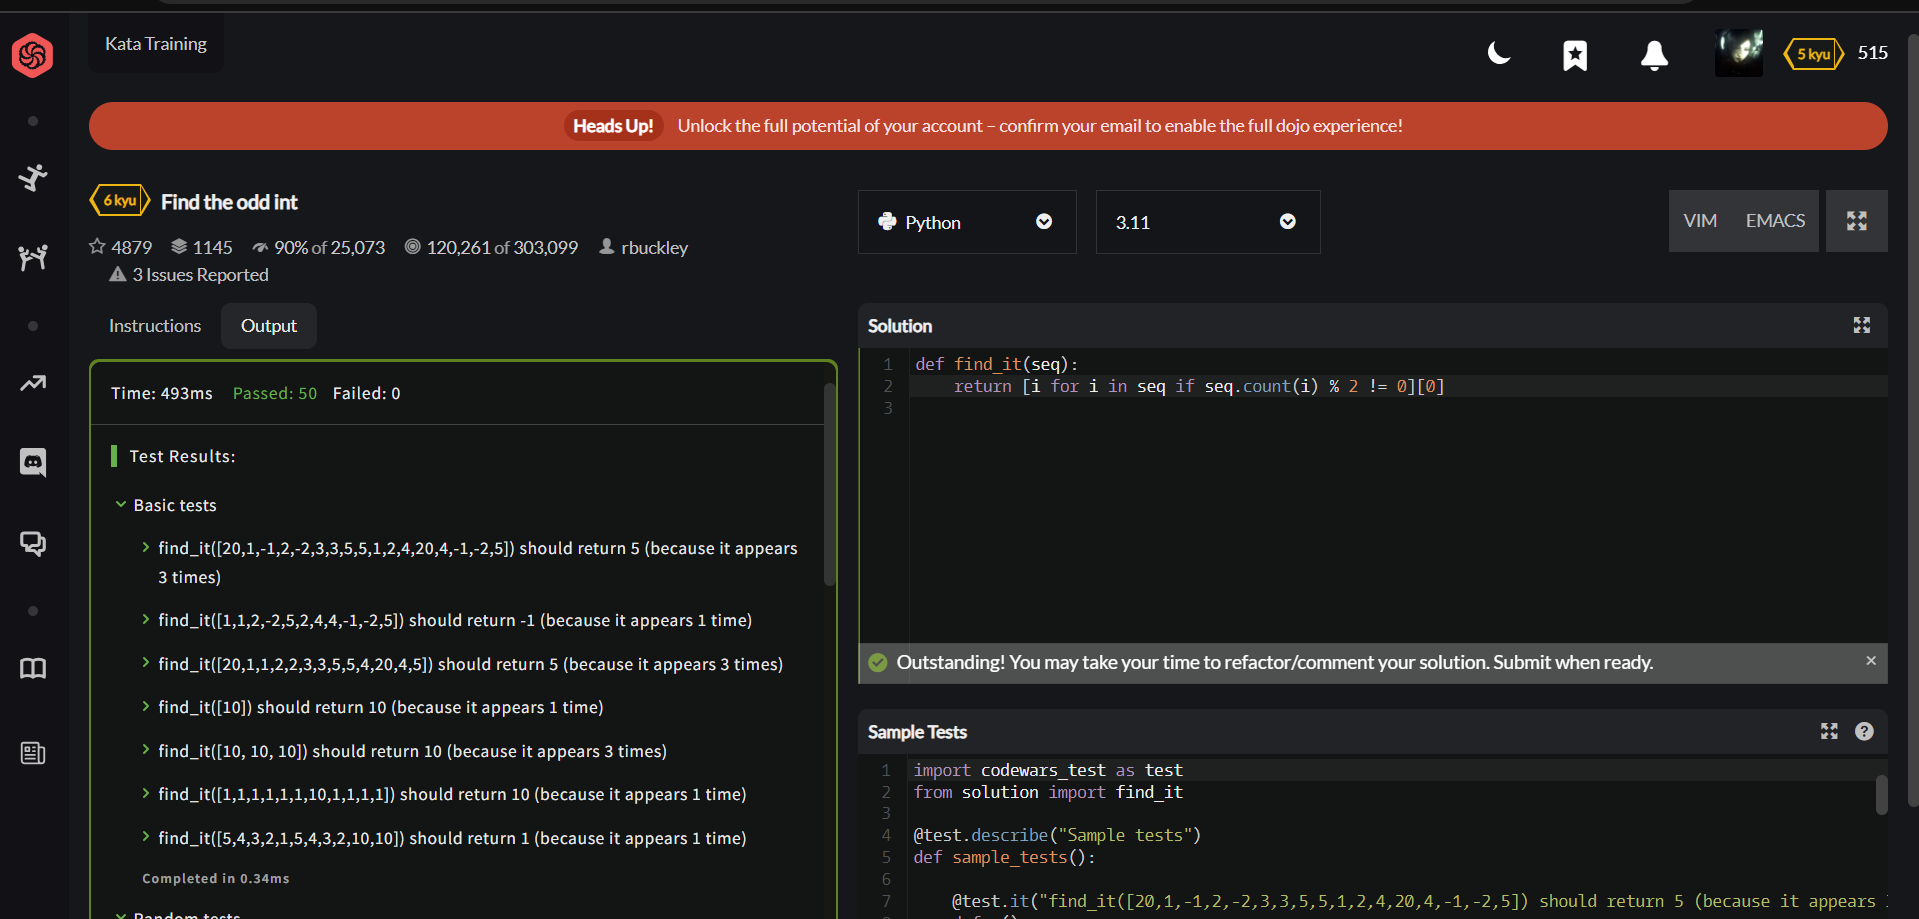 Kata Training
5 kyu 515
Heads Up! Unlock the full potential of your account – confirm your email to enable the full dojo experience!
6 kyu Find the odd int
4879 1145 90% of 25,073 120,261 of 303,099 rbuckley
3 Issues Reported
Python 3.11 VIM EMACS
Instructions Output
Time: 493ms Passed: 50 Failed: 0
Test Results:
Basic tests
find_it([20,1,-1,2,-2,3,3,5,5,1,2,4,20,4,-1,-2,5]) should return 5 (because it appears
3 times)
find_it([1,1,2,-2,5,2,4,4,-1,-2,5]) should return -1 (because it appears 1 time)
find_it([20,1,1,2,2,3,3,5,5,4,20,4,5]) should return 5 (because it appears 3 times)
find_it([10]) should return 10 (because it appears 1 time)
find_it([10, 10, 10]) should return 10 (because it appears 3 times)
find_it([1,1,1,1,1,1,10,1,1,1,1]) should return 10 (because it appears 1 time)
find_it([5,4,3,2,1,5,4,3,2,10,10]) should return 1 (because it appears 1 time)
Completed in 0.34ms
Random tests
Solution
1 def find_it(seq):
2 return [i for i in seq if seq.count(i) % 2 != 0][0]
3
Outstanding! You may take your time to refactor/comment your solution. Submit when ready.
Sample Tests
1 import codewars_test as test
2 from solution import find_it
3
4 @test.describe("Sample tests")
5 def sample_tests():
6
7 @test.it("find_it([20,1,-1,2,-2,3,3,5,5,1,2,4,20,4,-1,-2,5]) should return 5 (because it appears